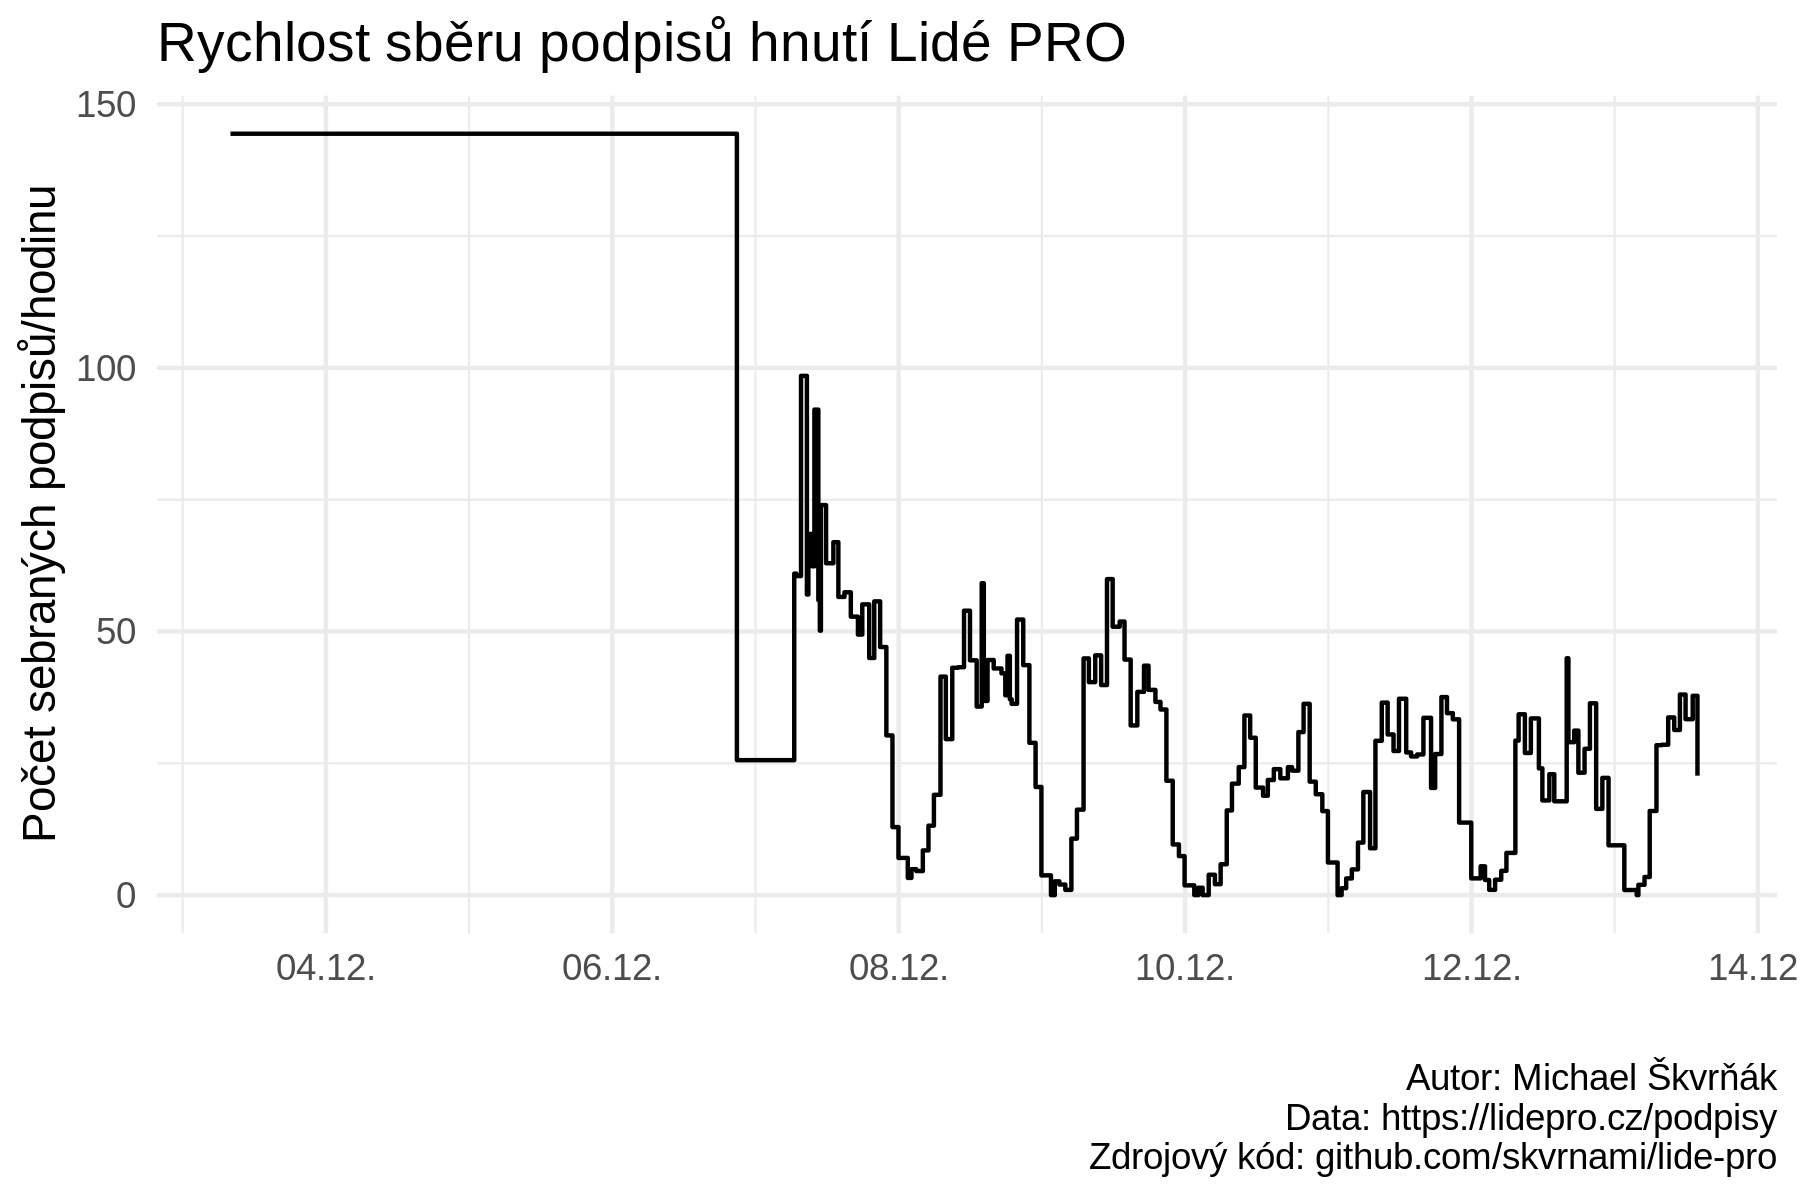 Rychlost sběru podpisů hnutí Lidé PRO
Počet sebraných podpisů/hodinu
150
100
50
0
04.12.
06.12.
08.12.
10.12.
12.12.
14.12
Autor: Michael Škvrňák
Data: https://lidepro.cz/podpisy
Zdrojový kód: github.com/skvrnami/lide-pro